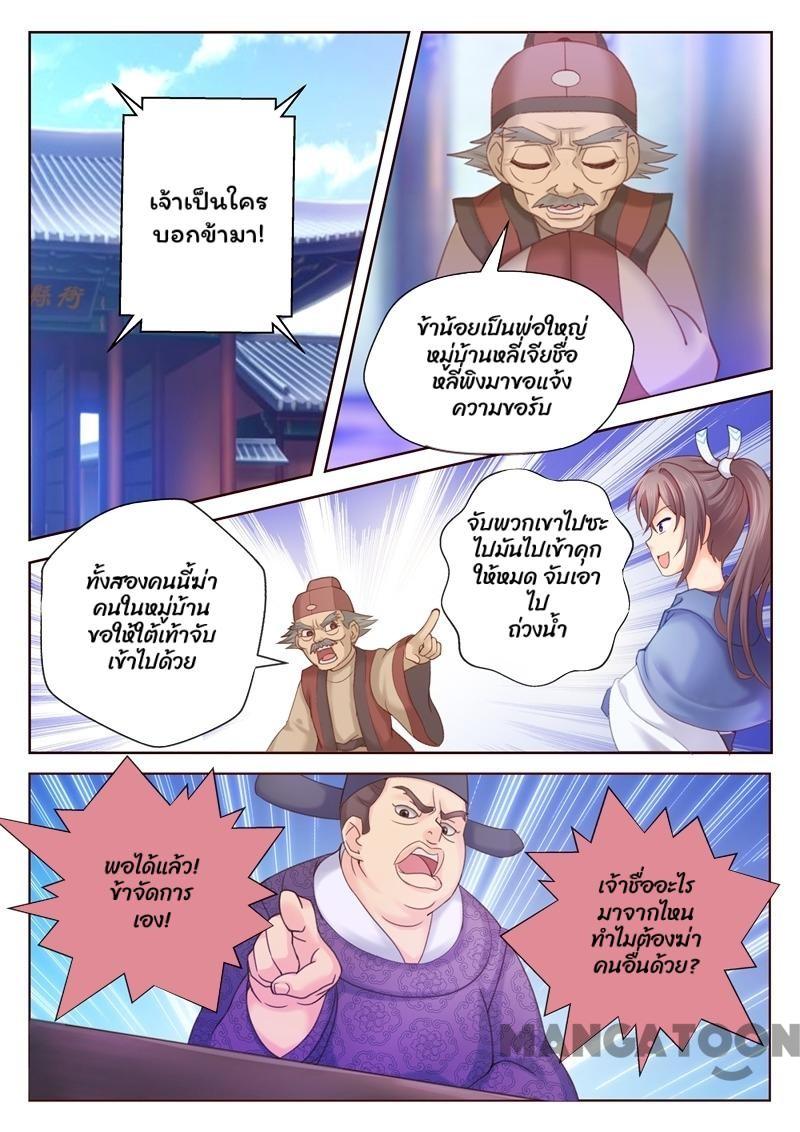 เจ้าเป็นใคร
บอกข้ามา!
縣衙
ข้าน้อยเป็นพ่อใหญ่
หมู่บ้านหลี่เจียชื่อ
หลี่พิงมาขอแจ้ง
ความขอรับ
ทั้งสองคนนี้ฆ่า
คนในหมู่บ้าน
ขอให้ใต้เท้าจับ
เข้าไปด้วย
จับพวกเขาไปซะ
ไปมันไปเข้าคุก
ให้หมด จับเอา
ไป
ถ่วงน้ำ
พอได้แล้ว!
ข้าจัดการ
เอง!
เจ้าชื่ออะไร
มาจากไหน
ทำไมต้องฆ่า
คนอื่นด้วย?
MANGATOON